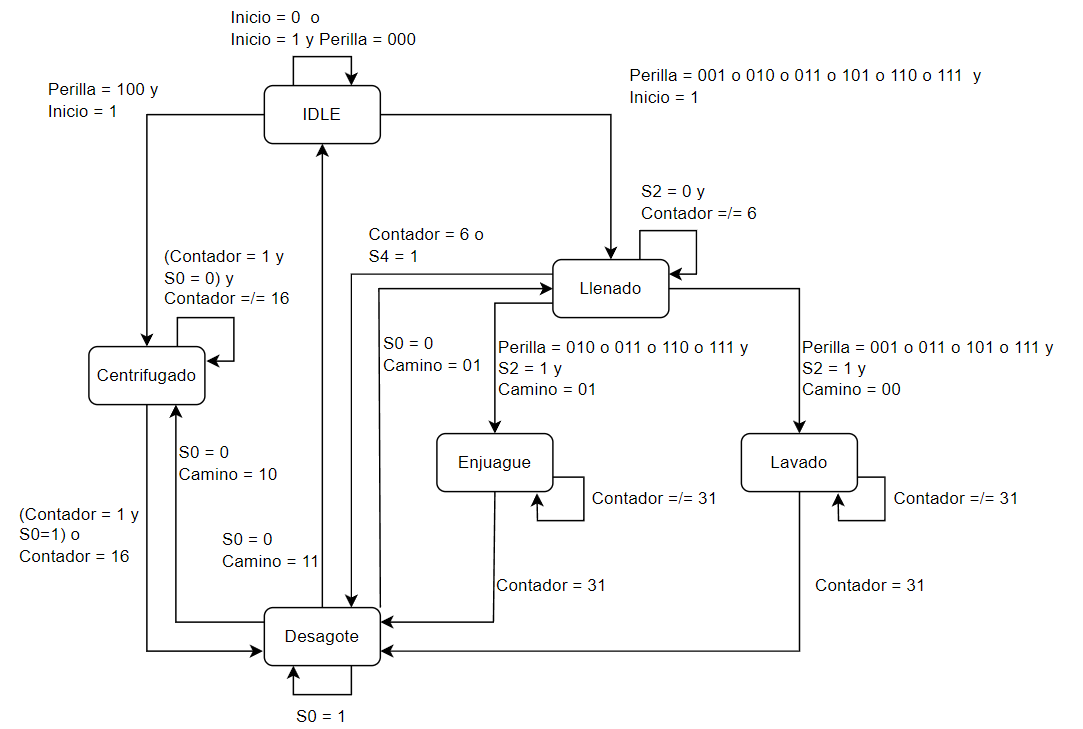 Inicio = 0 o
Inicio = 1 y Perilla = 000
Perilla = 001 o 010 o 011 o 101 o 110 o 111 y
Inicio = 1
Perilla = 100 y
Inicio = 1
IDLE
S2 = 0 y
Contador =/= 6
Contador = 6 o
S4 = 1
(Contador = 1 y
S0 = 0) y
Contador =/= 16
Llenado
S0 = 0
Camino = 01
Perilla = 010 o 011 o 110 o 111 y
S2 = 1 y
Camino = 01
Perilla = 001 o 011 o 101 o 111 y
S2 = 1 y
Camino = 00
Centrifugado
S0 = 0
Camino = 10
Enjuague
Lavado
Contador =/= 31
Contador =/= 31
(Contador = 1 y
S0=1) o
Contador = 16
S0 = 0
Camino = 11
Contador = 31
Contador = 31
Desagote
S0 = 1